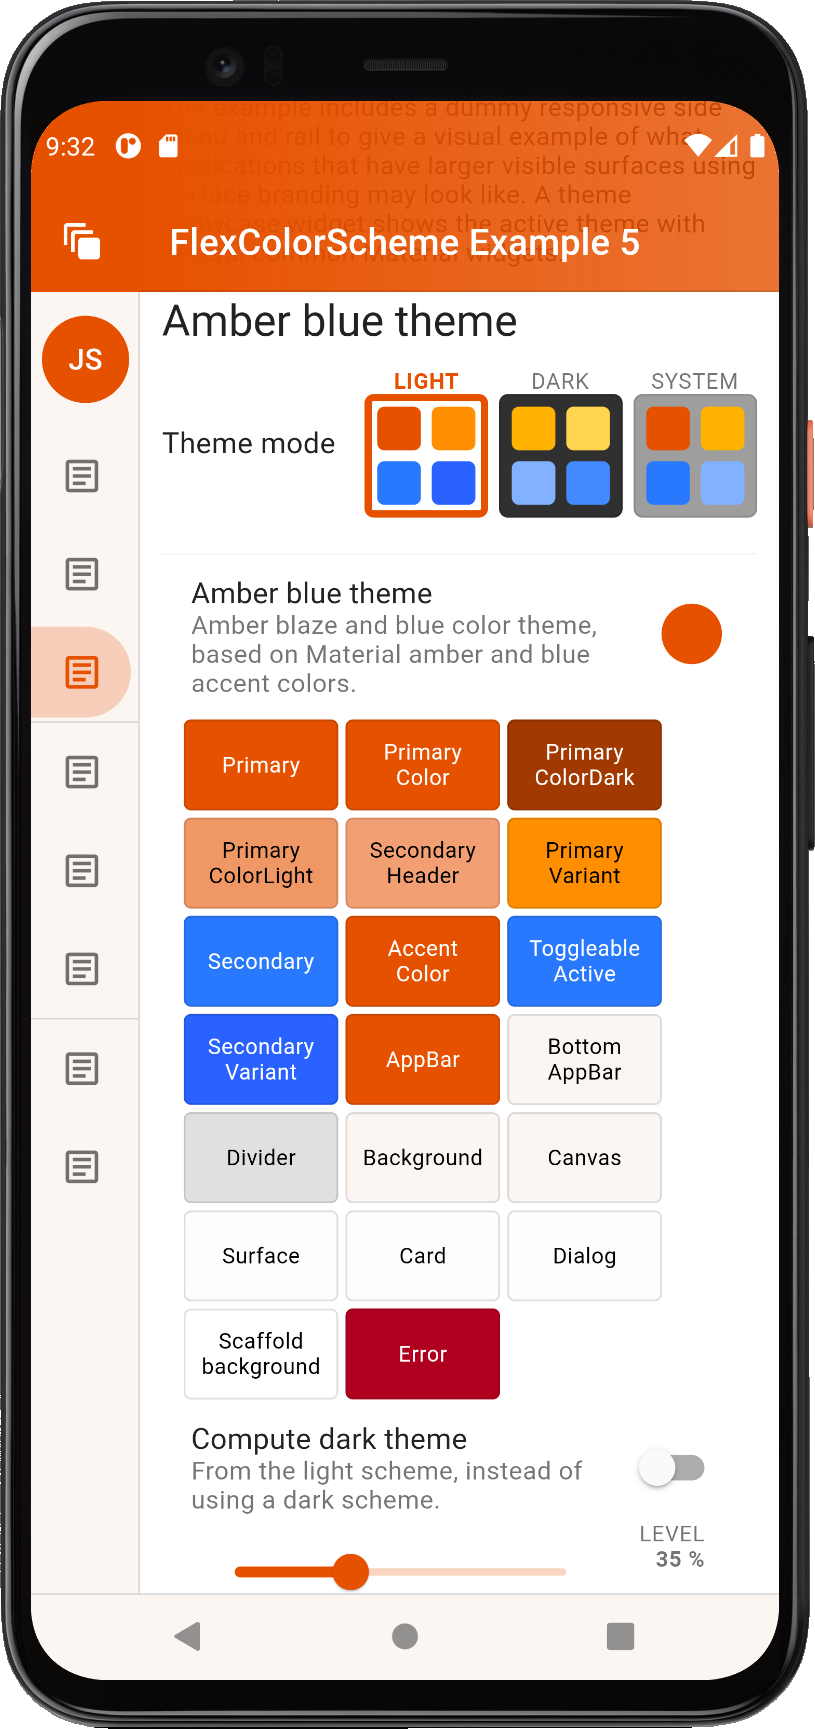 The example includes a dummy responsive side
menu and rail to give a visual example of what
9:32
applications that have larger visible surfaces using
surface branding may look like. A theme
showcase widget shows the active theme with
common Material widgets.
FlexColorScheme Example 5
JS
Amber blue theme
LIGHT
DARK
SYSTEM
Theme mode
Amber blue theme
Amber blaze and blue color theme,
based on Material amber and blue
accent colors.
Primary
Primary
Color
Primary
ColorDark
Primary
ColorLight
Secondary
Header
Primary
Variant
Secondary
Accent
Color
Toggleable
Active
Secondary
Variant
AppBar
Bottom
AppBar
Divider
Background
Canvas
Surface
Card
Dialog
Scaffold
background
Error
Compute dark theme
From the light scheme, instead of
using a dark scheme.
LEVEL
35 %